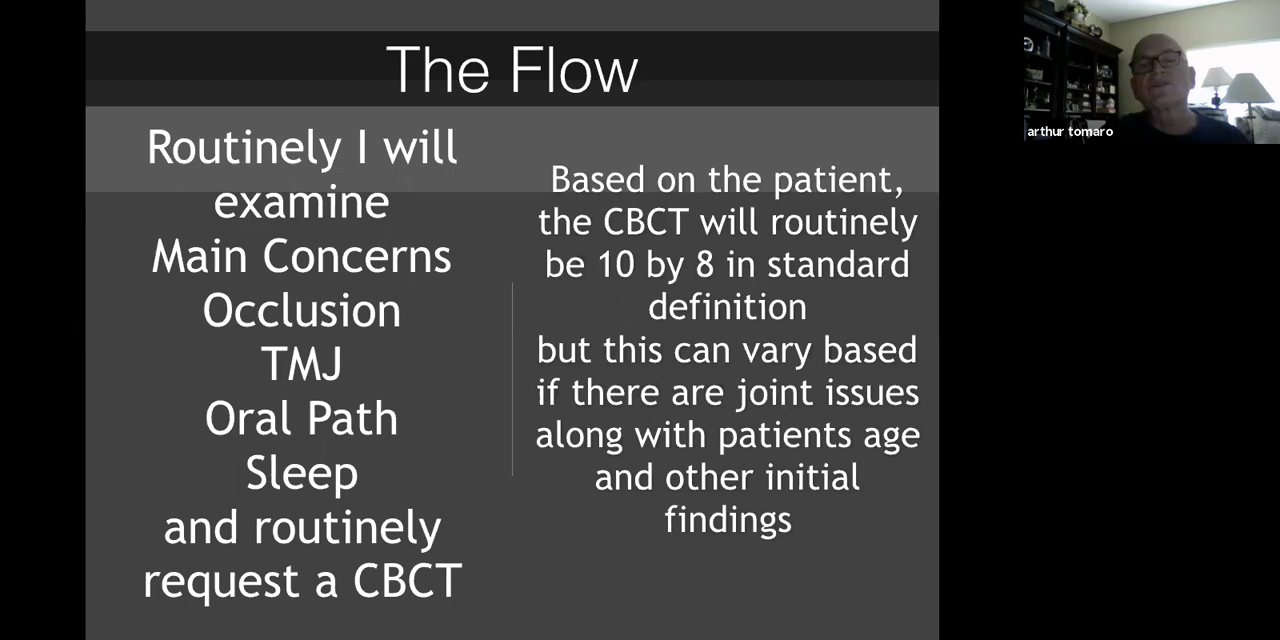 The Flow
Routinely I will
examine
Main Concerns
Occlusion
TMJ
Oral Path
Sleep
and routinely
request a CBCT
Based on the patient,
the CBCT will routinely
be 10 by 8 in standard
definition
but this can vary based
if there are joint issues
along with patients age
and other initial
findings
arthur tomaro